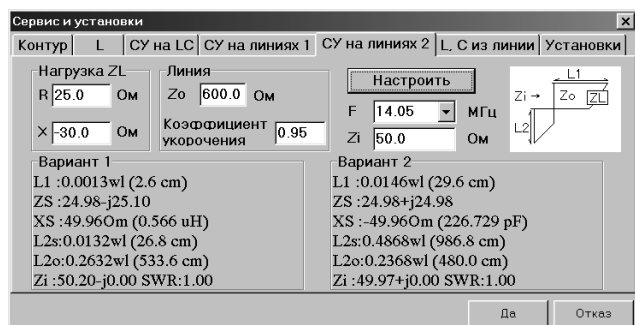 Сервис и установки
Контур L СУ на LC СУ на линиях 1 СУ на линиях 2 L, C из линии Установки
Нагрузка ZL
R 25.0 Ом
X -30.0 Ом
Линия
Zo 600.0 Ом
Коэффициент укорочения 0.95
Настроить
F 14.05 МГц
Zi 50.0 Ом
L1
Zi → Zo ZL
L2
Вариант 1
L1 :0.0013wl (2.6 cm)
ZS :24.98-j25.10
XS :49.96Om (0.566 uH)
L2s:0.0132wl (26.8 cm)
L2o:0.2632wl (533.6 cm)
Zi :50.20-j0.00 SWR:1.00
Вариант 2
L1 :0.0146wl (29.6 cm)
ZS :24.98+j24.98
XS :-49.96Om (226.729 pF)
L2s:0.4868wl (986.8 cm)
L2o:0.2368wl (480.0 cm)
Zi :49.97+j0.00 SWR:1.00
Да Отказ